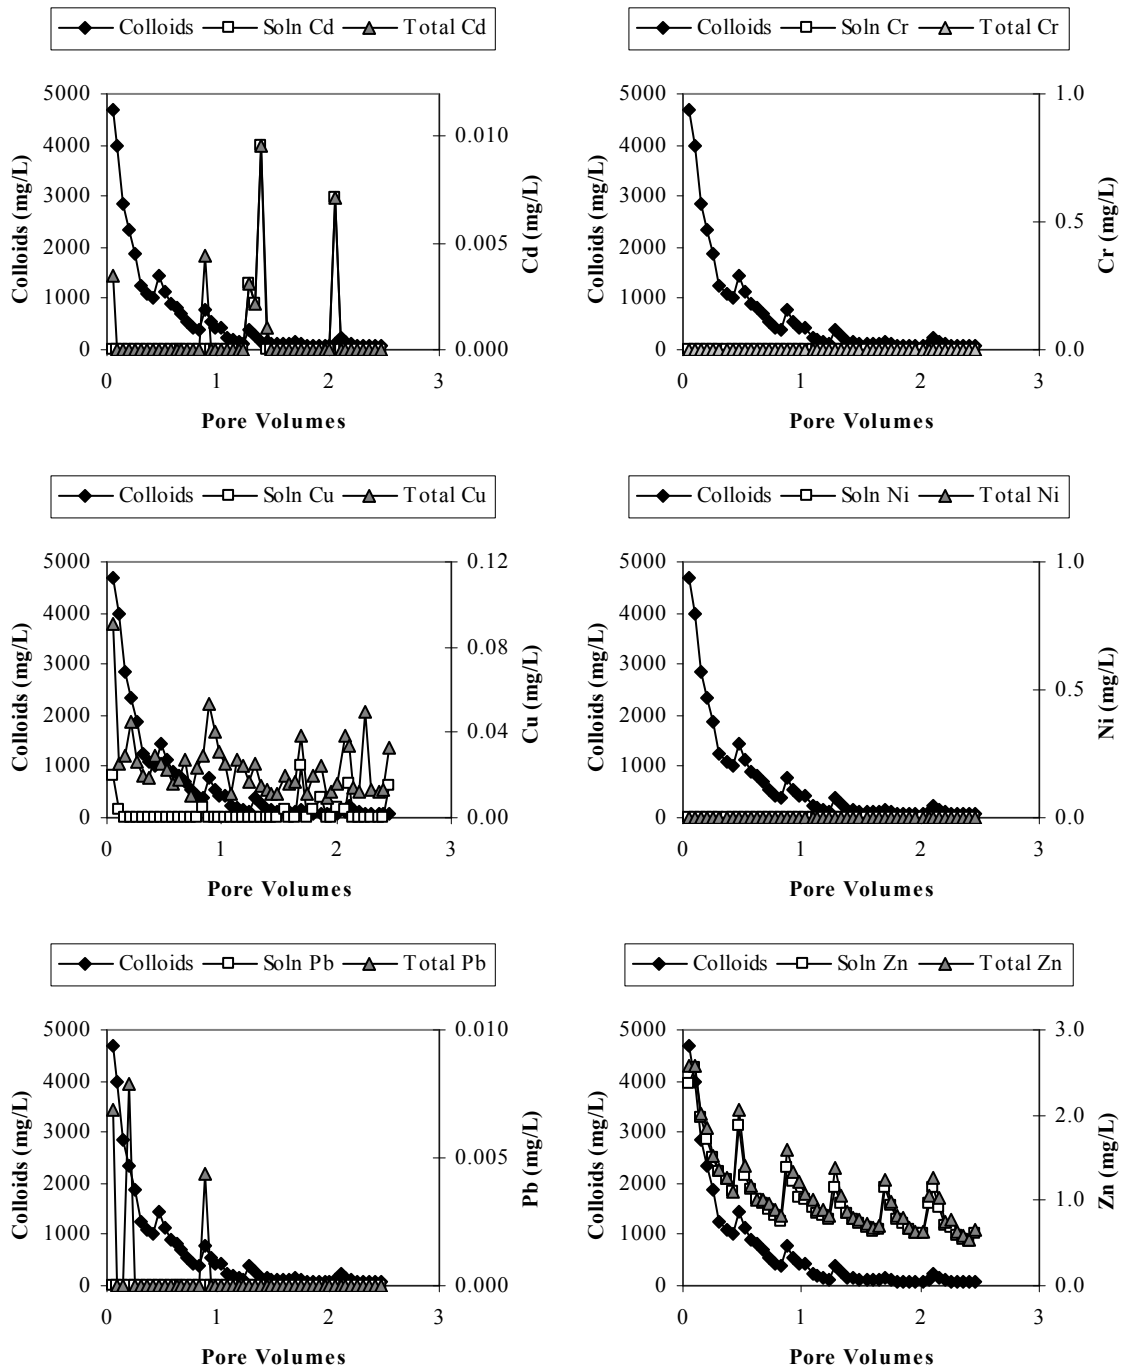 Colloids Soln Cd Total Cd
5000
4000
3000
2000
1000
0
Colloids (mg/L)
0.010
0.005
0.000
Cd (mg/L)
0 1 2 3
Pore Volumes
Colloids Soln Cr Total Cr
5000
4000
3000
2000
1000
0
Colloids (mg/L)
1.0
0.5
0.0
Cr (mg/L)
0 1 2 3
Pore Volumes
Colloids Soln Cu Total Cu
5000
4000
3000
2000
1000
0
Colloids (mg/L)
0.12
0.08
0.04
0.00
Cu (mg/L)
0 1 2 3
Pore Volumes
Colloids Soln Ni Total Ni
5000
4000
3000
2000
1000
0
Colloids (mg/L)
1.0
0.5
0.0
Ni (mg/L)
0 1 2 3
Pore Volumes
Colloids Soln Pb Total Pb
5000
4000
3000
2000
1000
0
Colloids (mg/L)
0.010
0.005
0.000
Pb (mg/L)
0 1 2 3
Pore Volumes
Colloids Soln Zn Total Zn
5000
4000
3000
2000
1000
0
Colloids (mg/L)
3.0
2.0
1.0
0.0
Zn (mg/L)
0 1 2 3
Pore Volumes